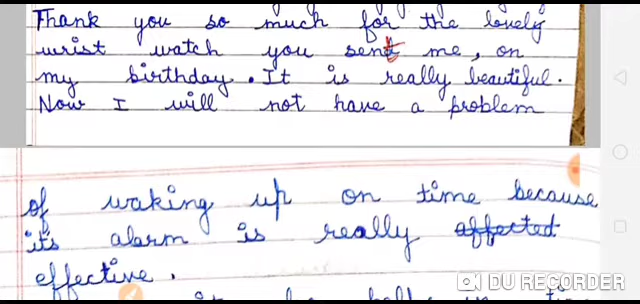 Thank you so much for the lovely
wrist watch you sent me, on
my birthday. It is really beautiful.
Now I will not have a problem
of waking up on time because
its alarm is really affected
effective.
DU RECORDER